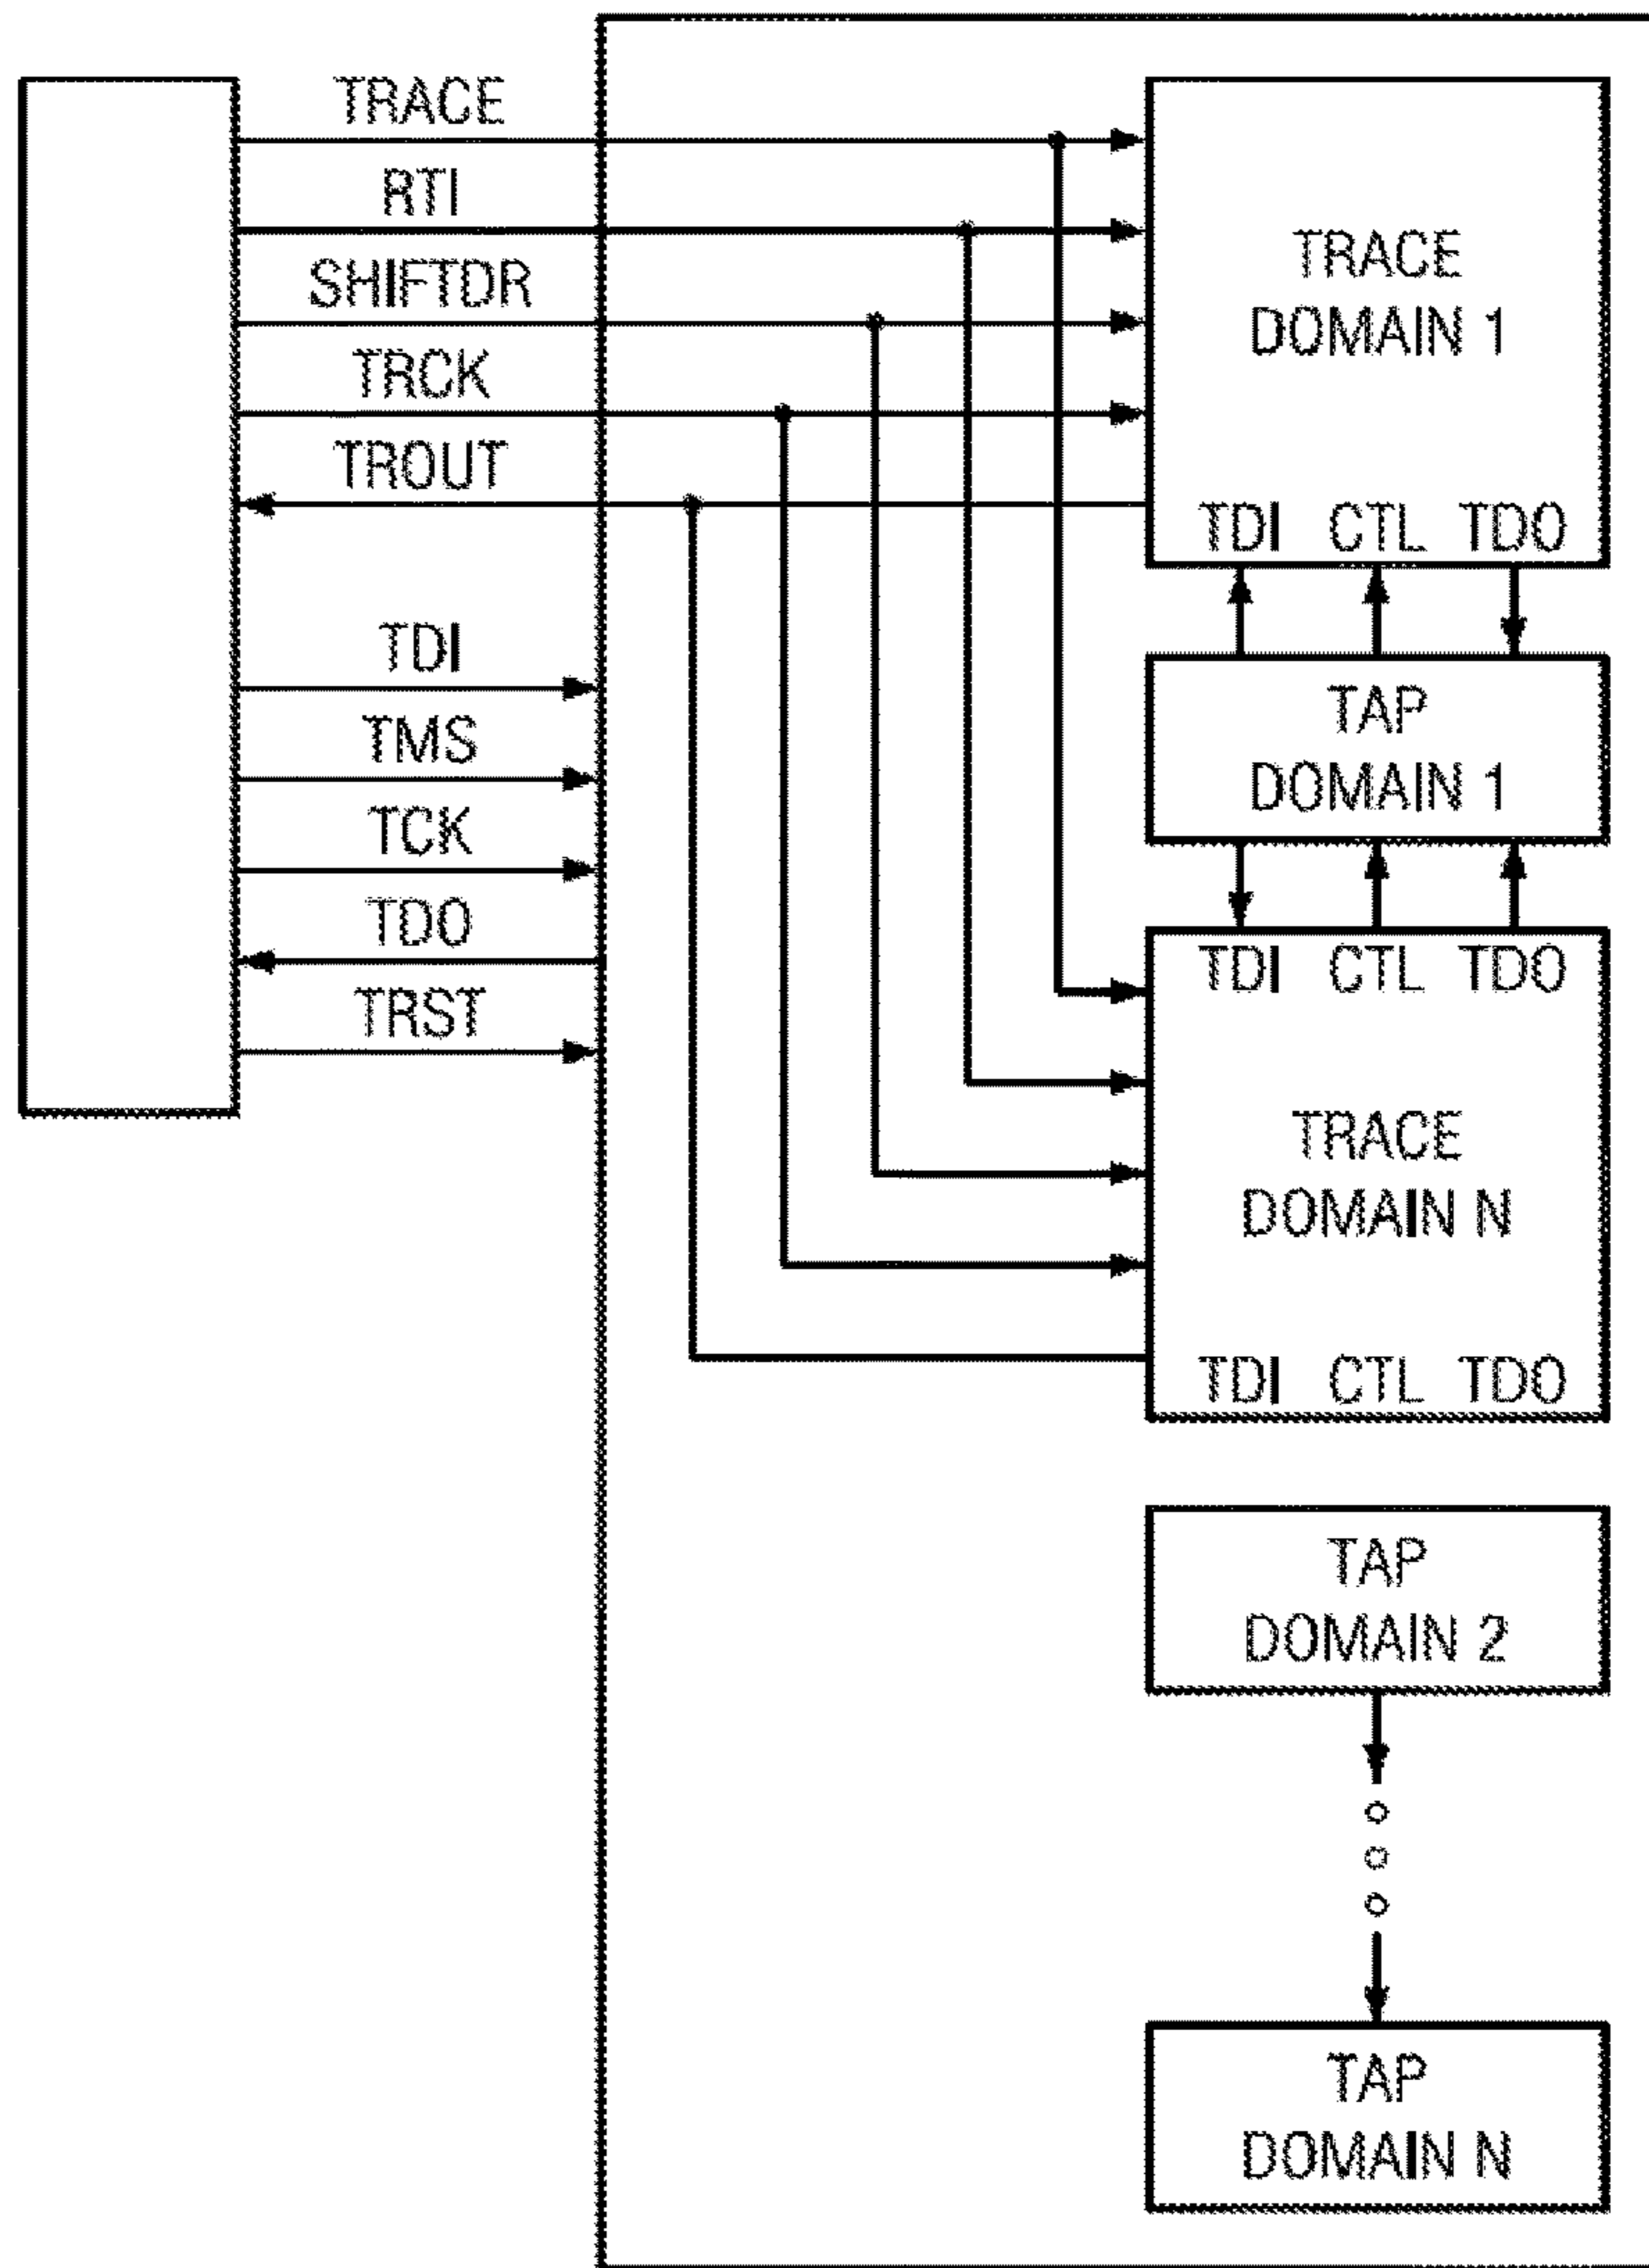 TRACE
RTI
SHIFTDR
TRCK
TROUT
TDI
TMS
TCK
TDO
TRST
TRACE
DOMAIN 1
TDI CTL TDO
TAP
DOMAIN 1
TDI CTL TDO
TRACE
DOMAIN N
TDI CTL TDO
TAP
DOMAIN 2
TAP
DOMAIN N